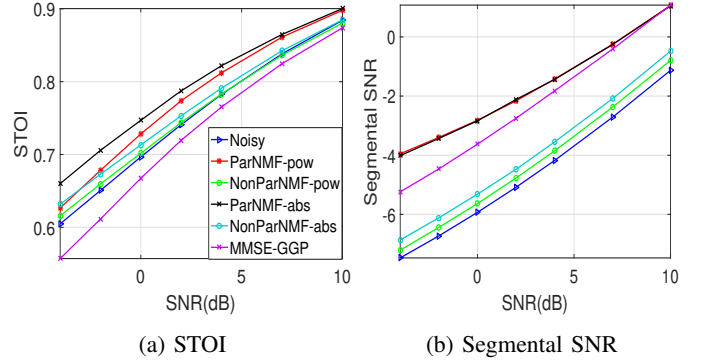 STOI
0.9
0.8
0.7
0.6
0
5
10
SNR(dB)
Noisy
ParNMF-pow
NonParNMF-pow
ParNMF-abs
NonParNMF-abs
MMSE-GGP
(a) STOI
Segmental SNR
0
-2
-4
-6
0
5
10
SNR(dB)
(b) Segmental SNR